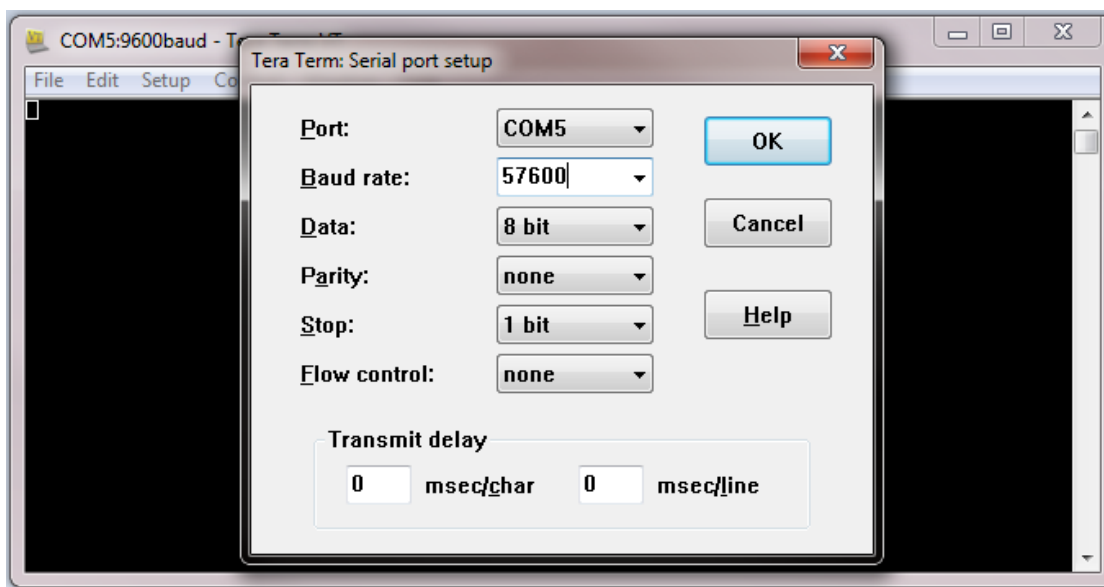 COM5:9600baud - Te
Tera Term: Serial port setup
File Edit Setup Co
Port: COM5
OK
Baud rate: 57600
Data: 8 bit
Cancel
Parity: none
Stop: 1 bit
Help
Flow control: none
Transmit delay
0 msec/char 0 msec/line